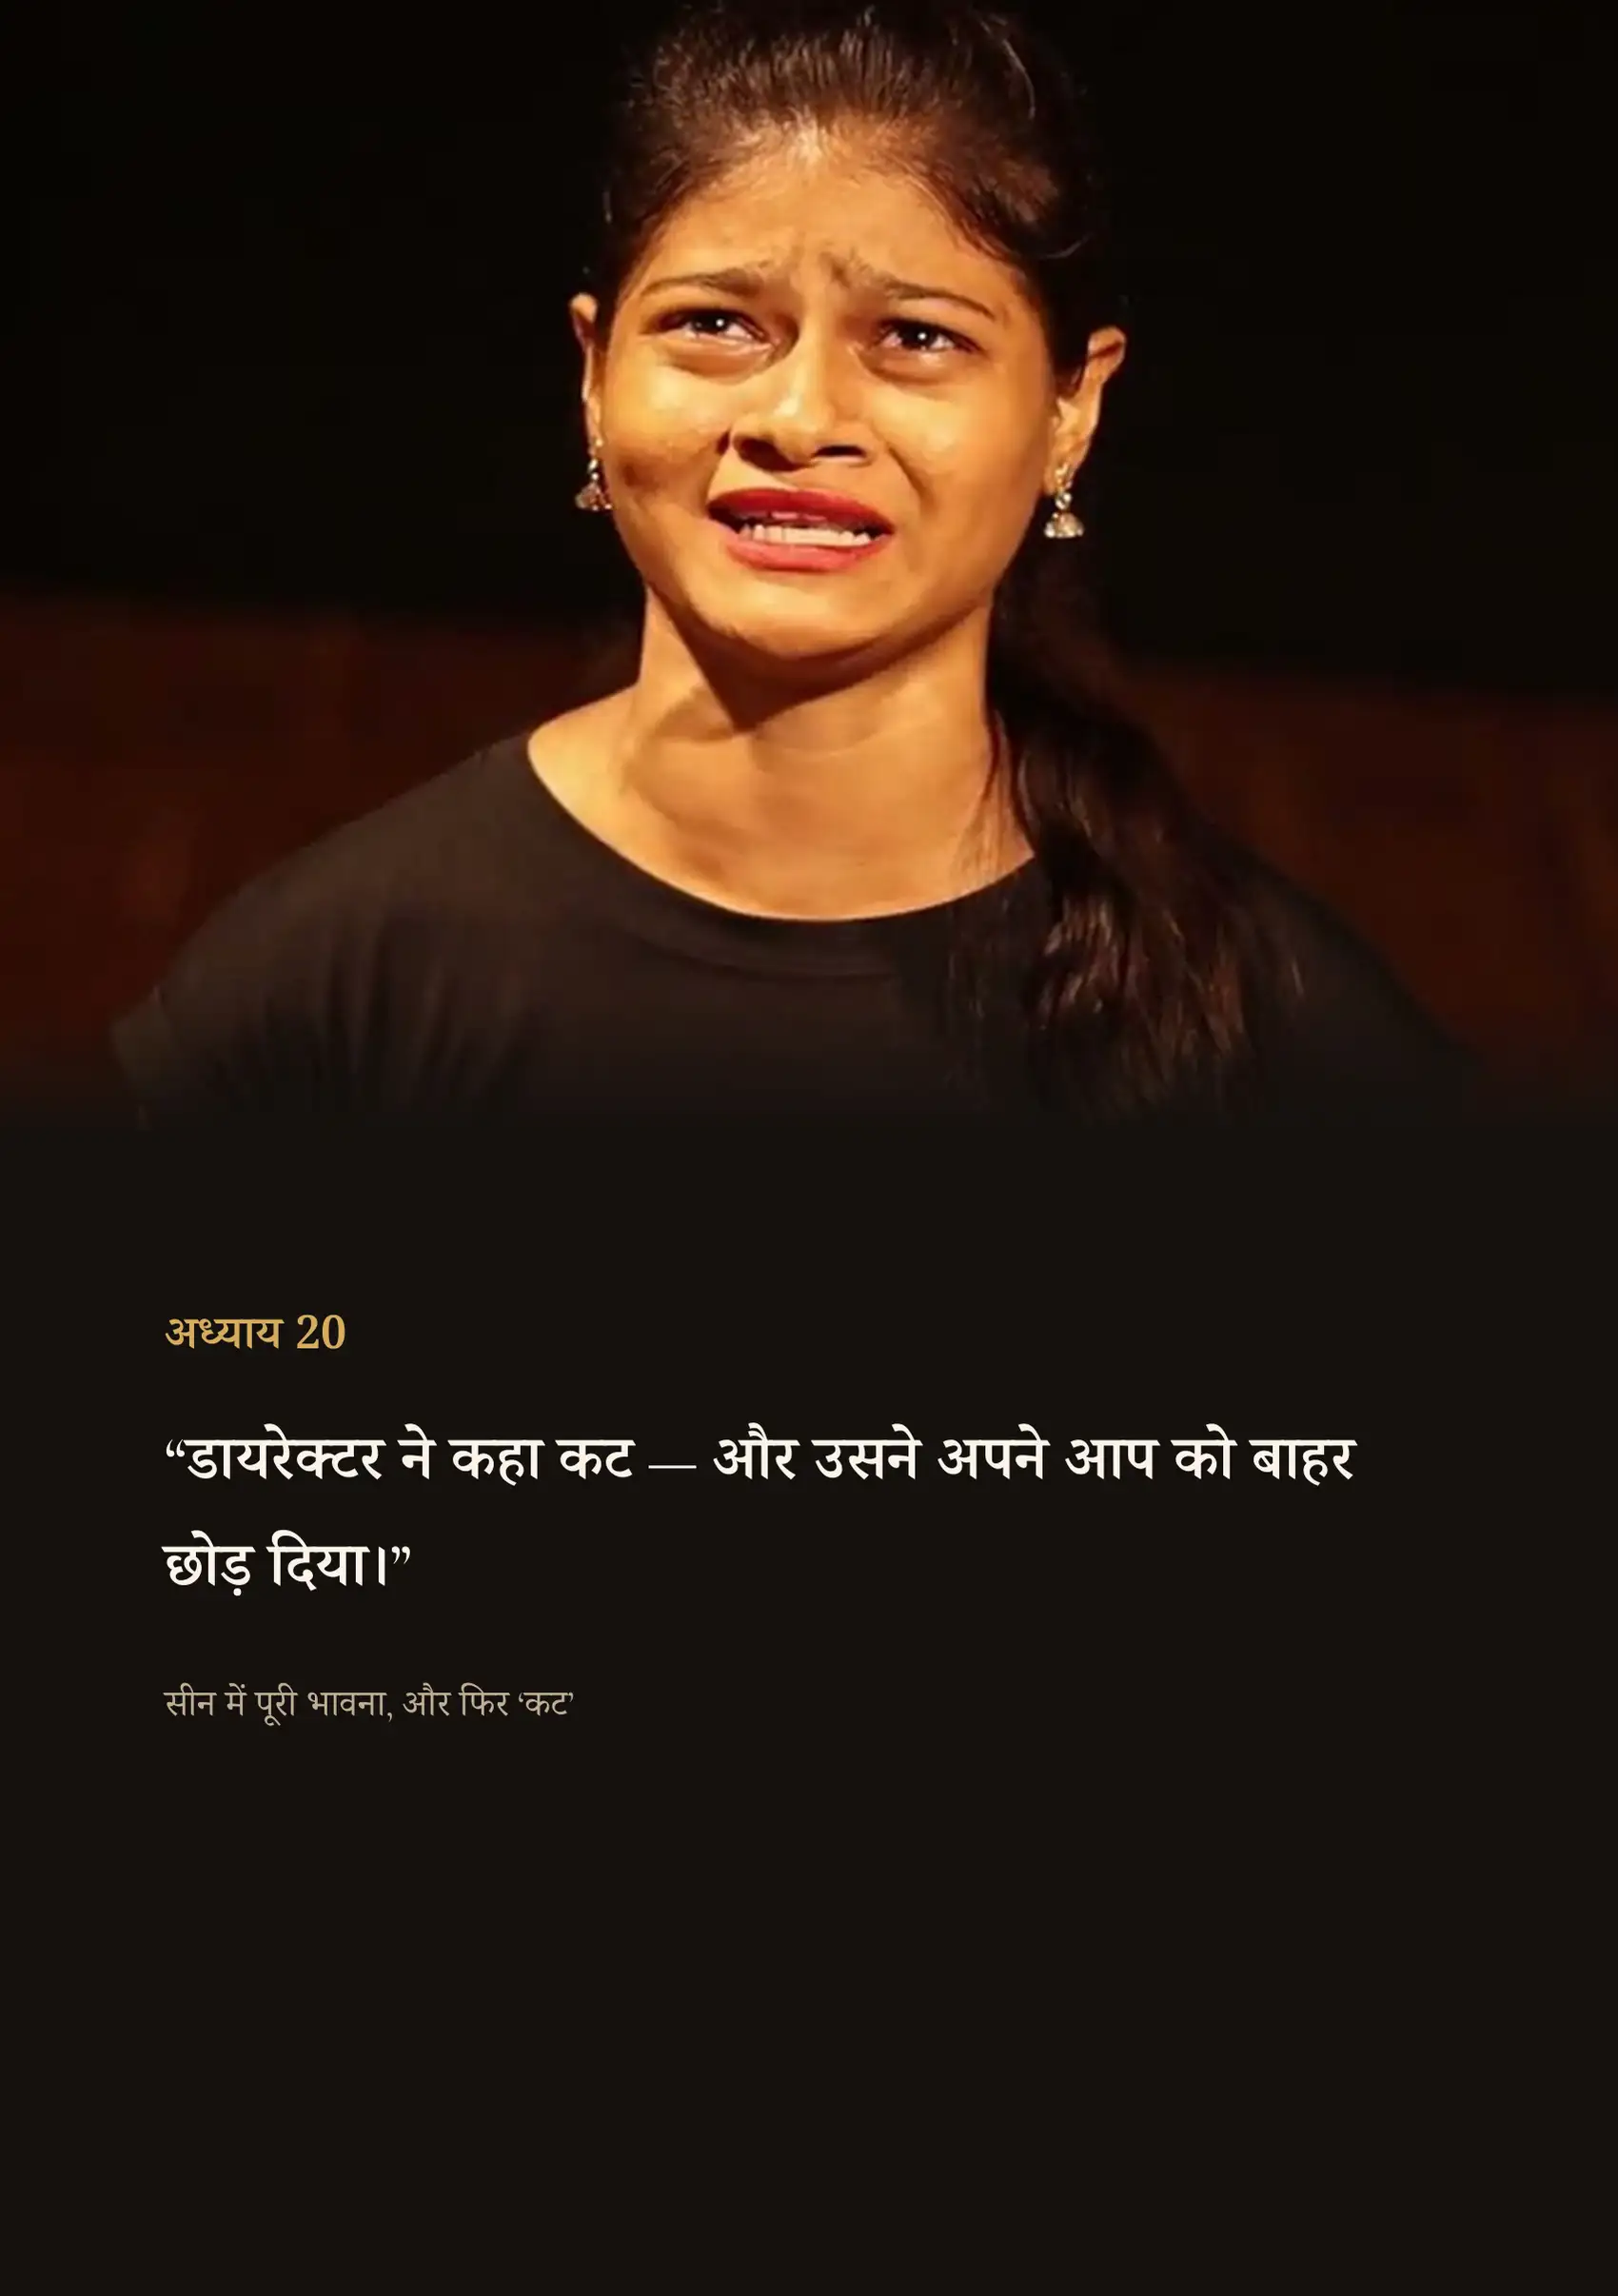 अध्याय 20
“डायरेक्टर ने कहा कट — और उसने अपने आप को बाहर
छोड़ दिया।”
सीन में पूरी भावना, और फिर ‘कट’